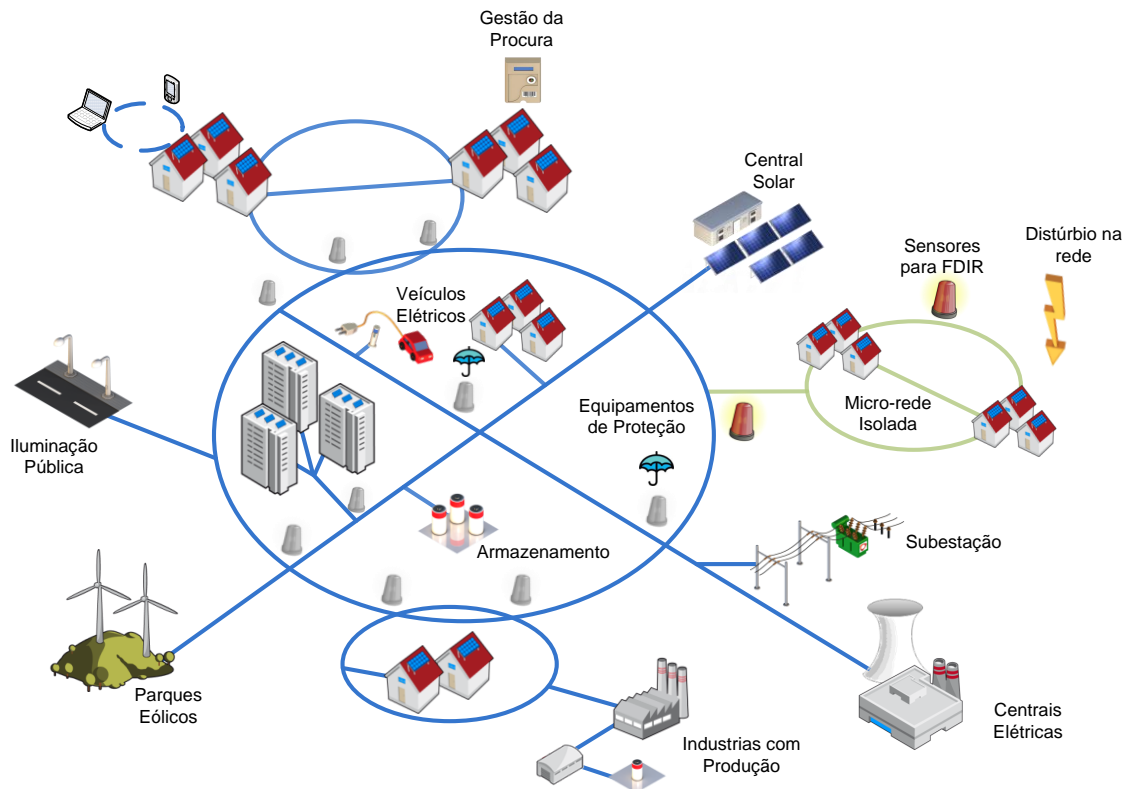 Gestão da
Procura
Central
Solar
Sensores
para FDIR
Distúrbio na
rede
Veículos
Elétricos
Iluminação
Pública
Equipamentos
de Proteção
Micro-rede
Isolada
Armazenamento
Subestação
Parques
Eólicos
Industrias com
Produção
Centrais
Elétricas